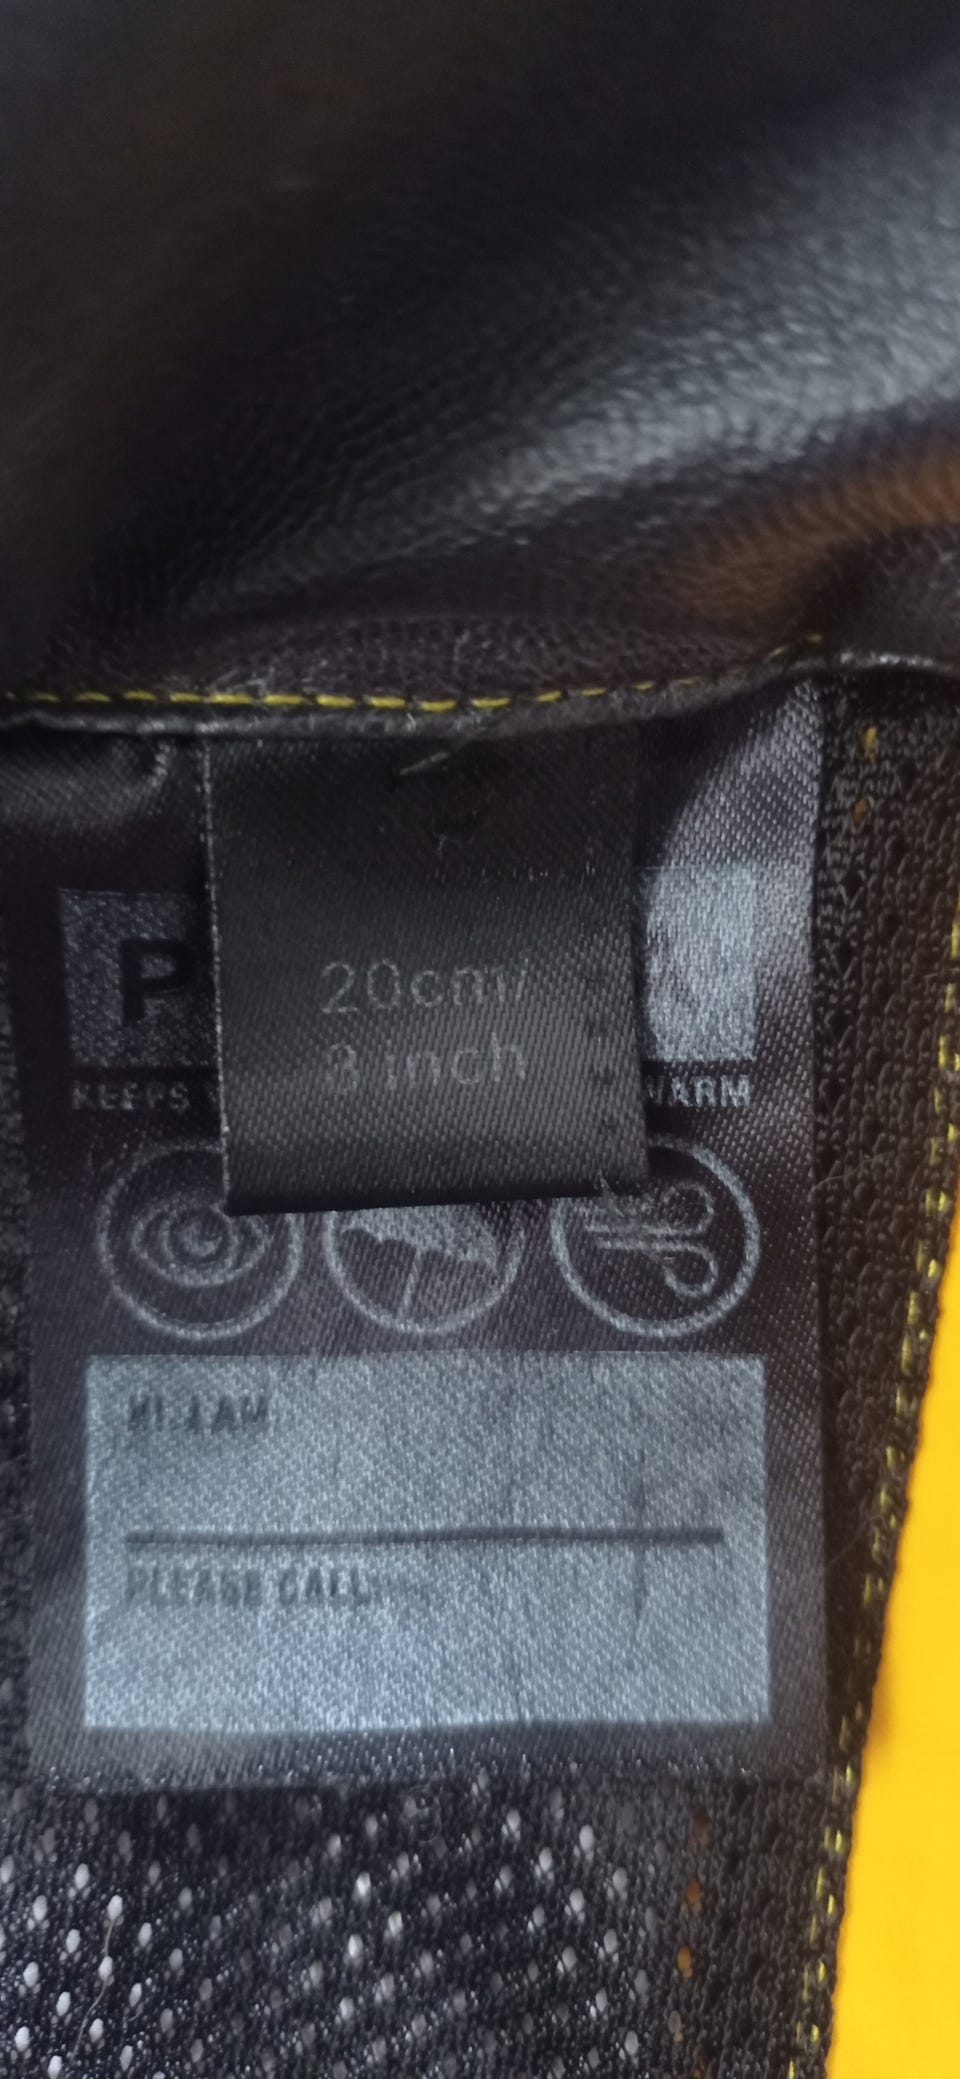 20cm/
8 inch
P
KEEPS WARM
HI, I AM
PLEASE CALL